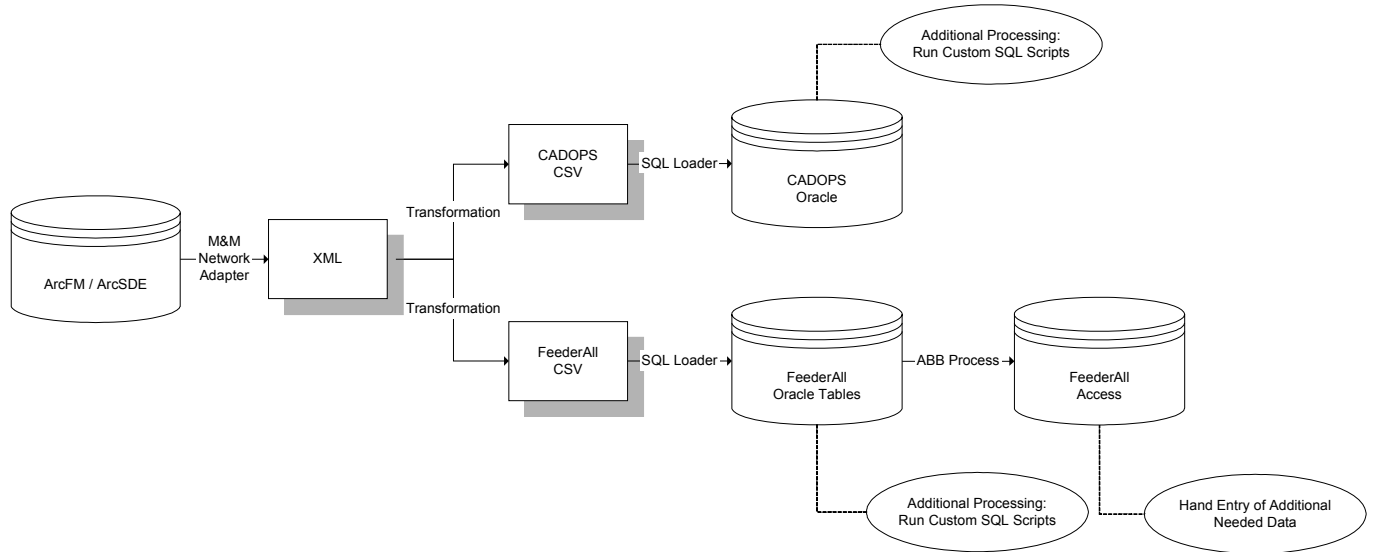 Additional Processing:
Run Custom SQL Scripts
CADOPS
CSV
SQL Loader
CADOPS
Oracle
Transformation
M&M
Network
Adapter
ArcFM / ArcSDE
XML
Transformation
FeederAll
CSV
SQL Loader
FeederAll
Oracle Tables
ABB Process
FeederAll
Access
Additional Processing:
Run Custom SQL Scripts
Hand Entry of Additional
Needed Data